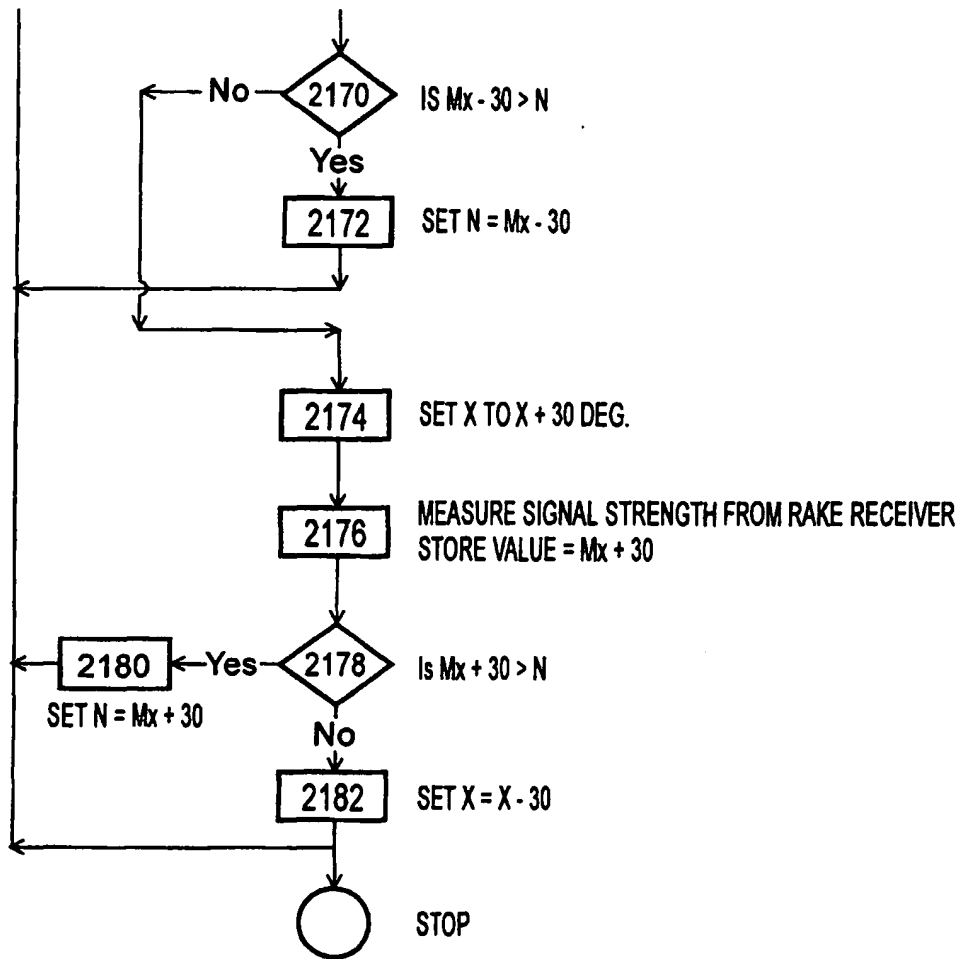 No
2170
IS Mx - 30 > N
Yes
2172
SET N = Mx - 30
2174
SET X TO X + 30 DEG.
2176
MEASURE SIGNAL STRENGTH FROM RAKE RECEIVER
STORE VALUE = Mx + 30
2180
Yes
2178
Is Mx + 30 > N
SET N = Mx + 30
No
2182
SET X = X - 30
STOP